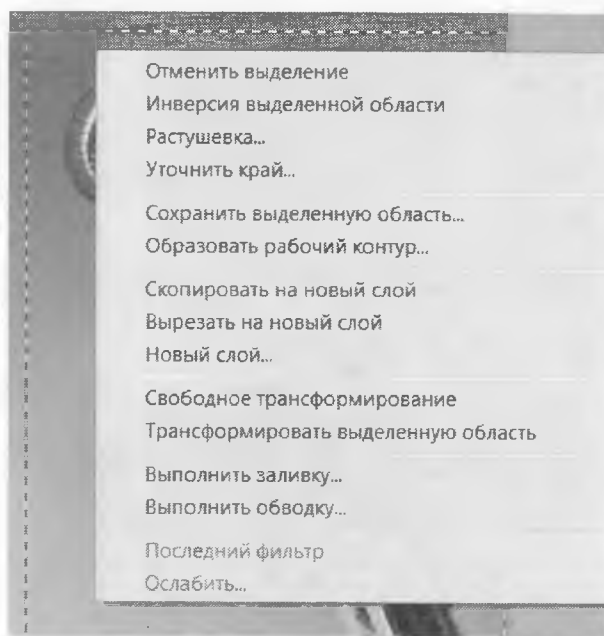 Отменить выделение
Инверсия выделенной области
Растушевка...
Уточнить край...
Сохранить выделенную область...
Образовать рабочий контур...
Скопировать на новый слой
Вырезать на новый слой
Новый слой...
Свободное трансформирование
Трансформировать выделенную область
Выполнить заливку...
Выполнить обводку...
Последний фильтр
Ослабить...